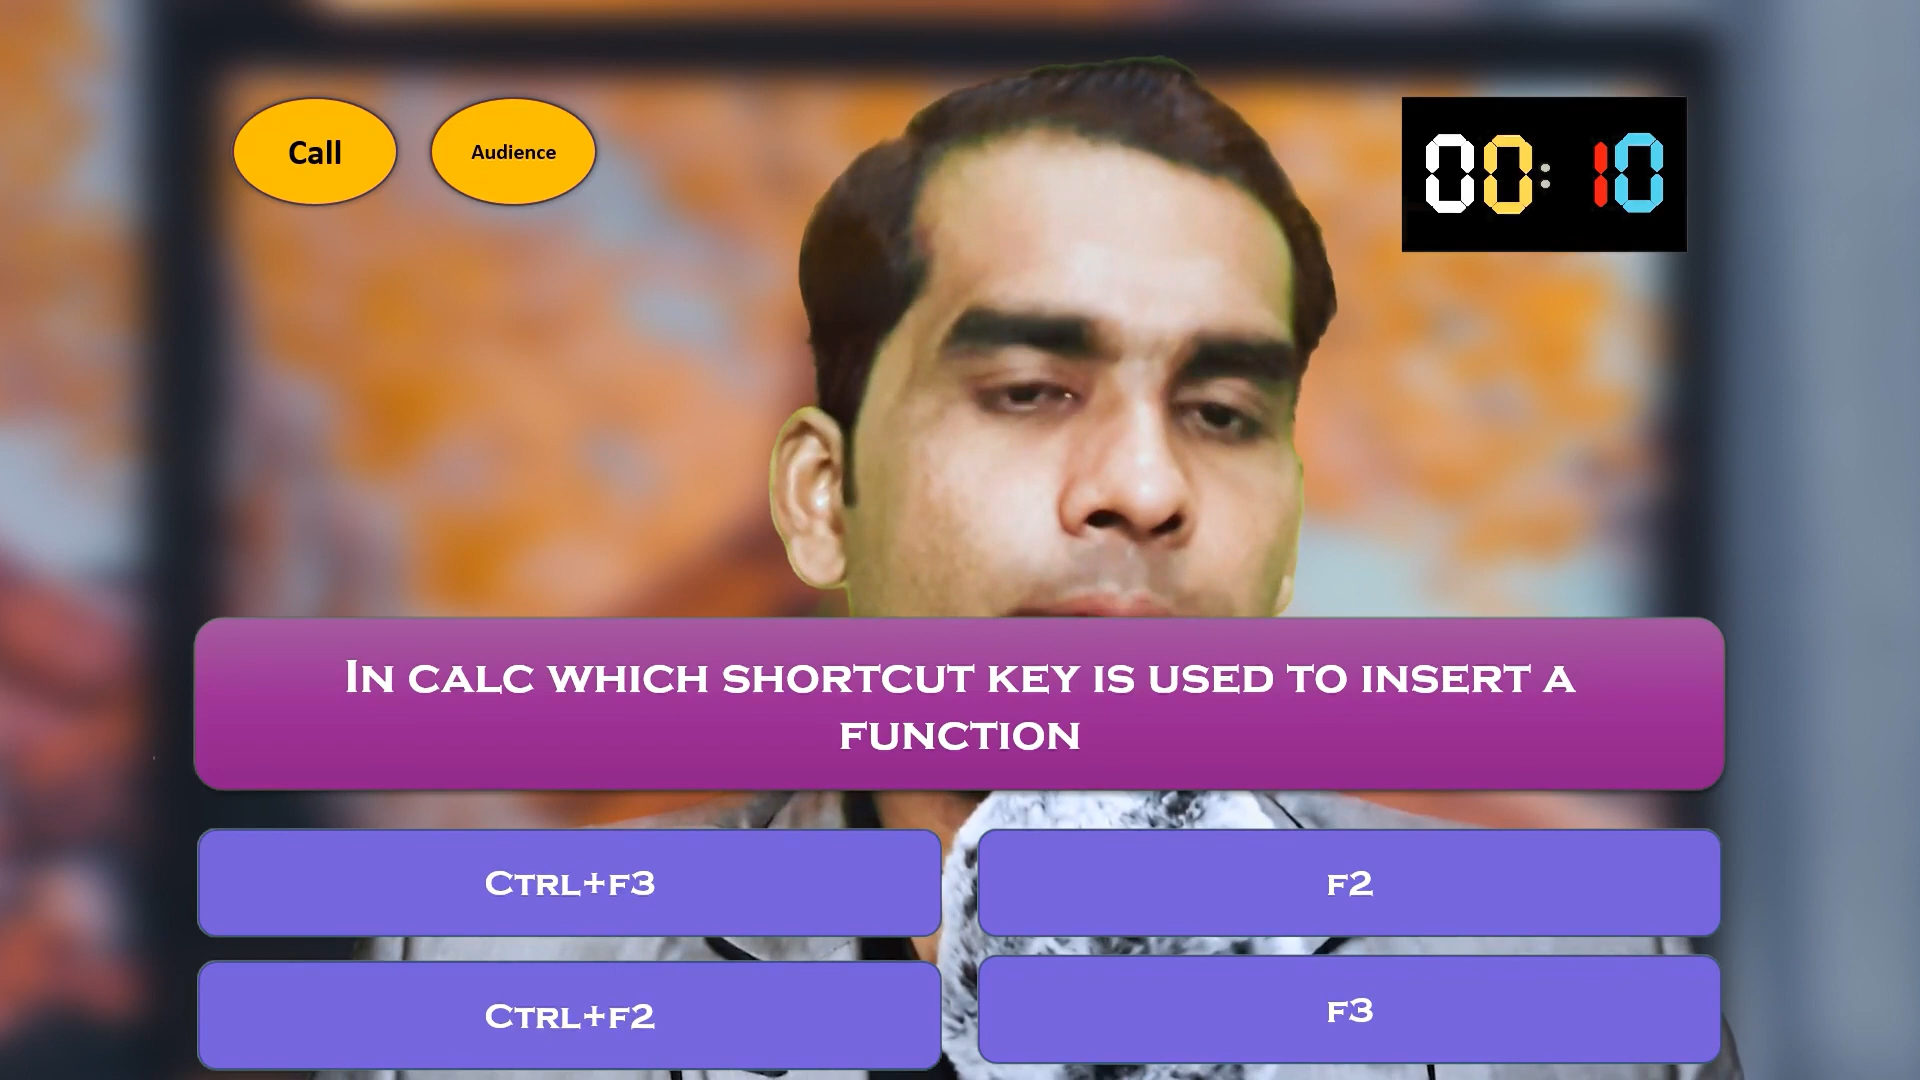 Call
Audience
00:10
In calc which shortcut key is used to insert a
function
Ctrl+f3
f2
Ctrl+f2
f3